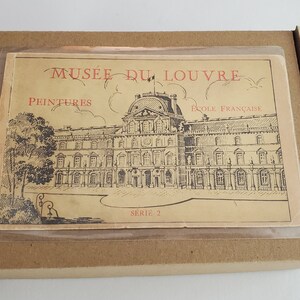 MUSÉE DU LOUVRE
PEINTURES
ÉCOLE FRANÇAISE
SÉRIE 2